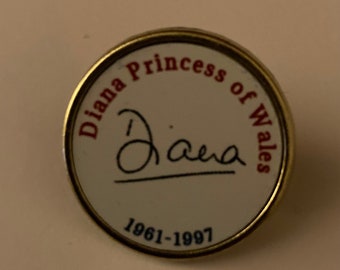 Diana Princess of Wales
Diana
1961-1997